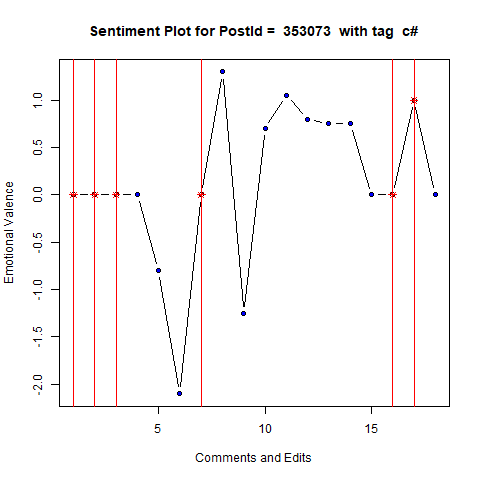 Sentiment Plot for PostId =  353073  with tag  c#
Emotional Valence
1.0
0.5
0.0
-0.5
-1.0
-1.5
-2.0
5 10 15
Comments and Edits